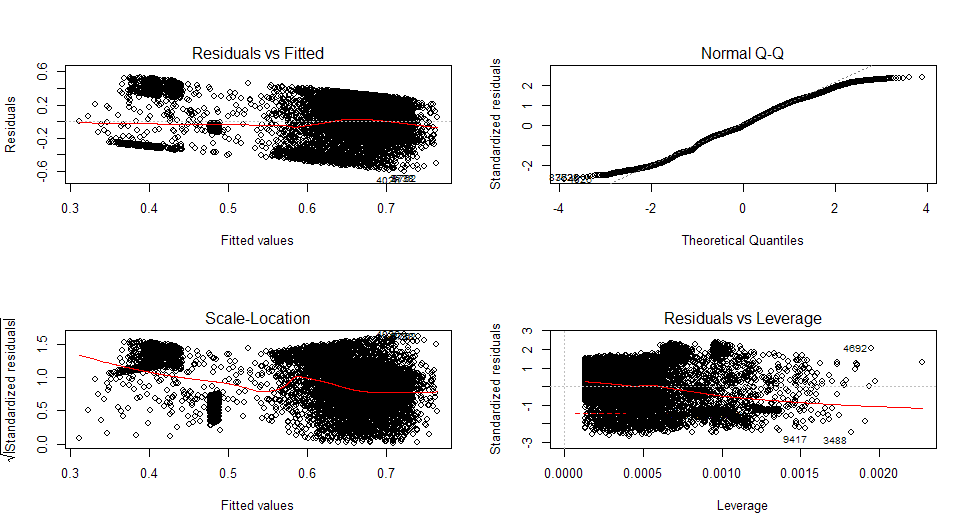 Residuals vs Fitted
Residuals
-0.6 -0.2 0.2 0.6
0.3 0.4 0.5 0.6 0.7
Fitted values
Normal Q-Q
Standardized residuals
-2 0 2
-4 -2 0 2 4
Theoretical Quantiles
Scale-Location
√|Standardized residuals|
0.0 0.5 1.0 1.5
0.3 0.4 0.5 0.6 0.7
Fitted values
Residuals vs Leverage
Standardized residuals
-3 -1 1 2 3
4692
9417
3488
0.0000 0.0005 0.0010 0.0015 0.0020
Leverage